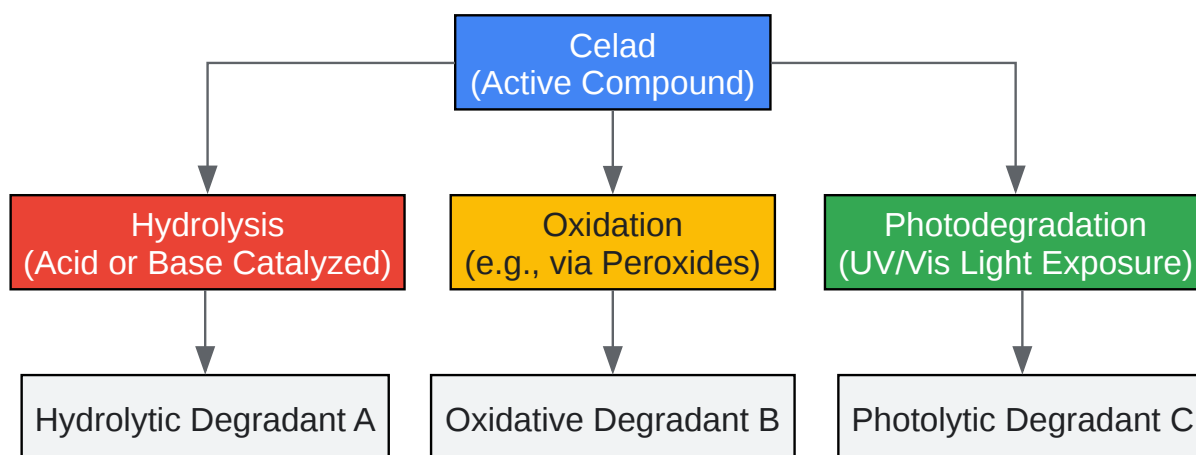 Celad
(Active Compound)
Hydrolysis
(Acid or Base Catalyzed)
Oxidation
(e.g., via Peroxides)
Photodegradation
(UV/Vis Light Exposure)
Hydrolytic Degradant A
Oxidative Degradant B
Photolytic Degradant C